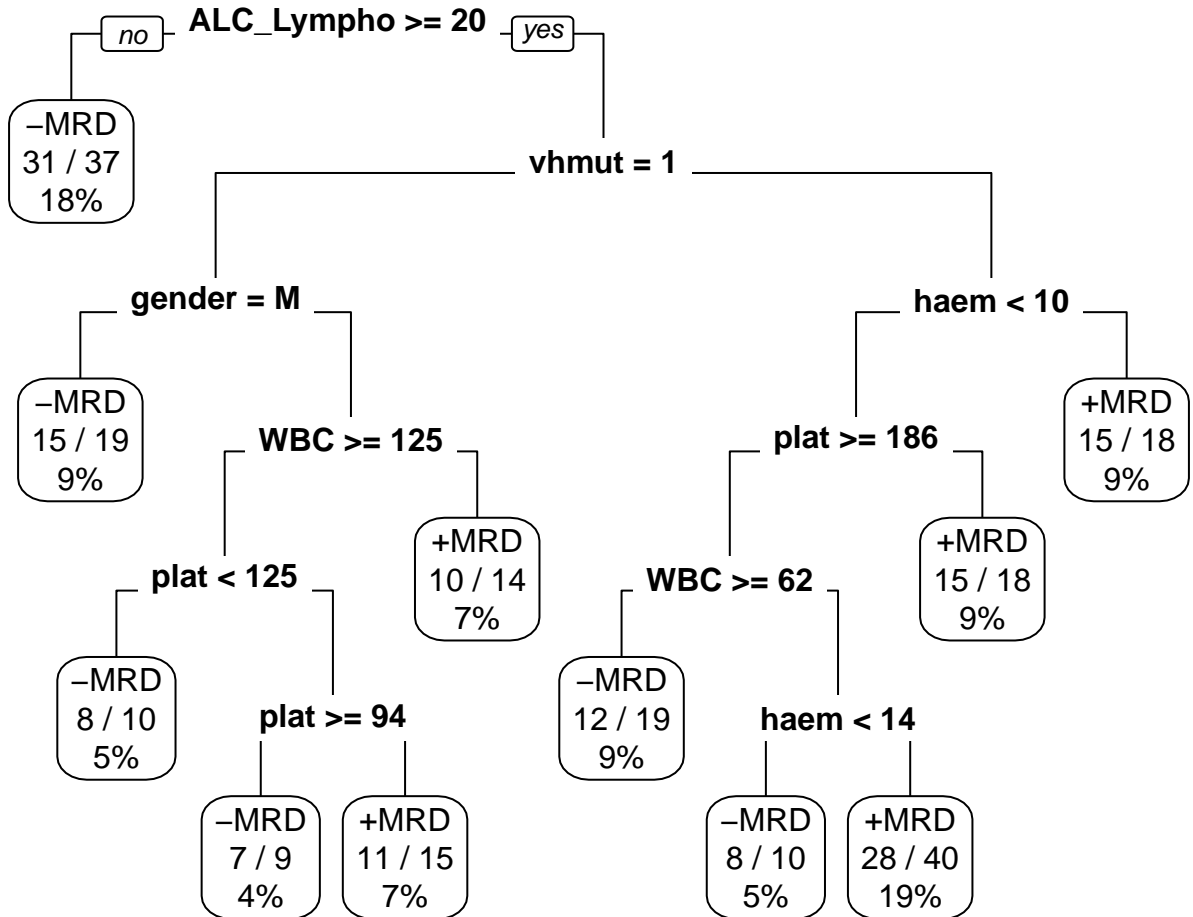 ALC_Lympho >= 20
no
yes
–MRD
31 / 37
18%
vhmut = 1
gender = M
haem < 10
–MRD
15 / 19
9%
WBC >= 125
plat >= 186
+MRD
15 / 18
9%
plat < 125
+MRD
10 / 14
7%
WBC >= 62
+MRD
15 / 18
9%
–MRD
8 / 10
5%
plat >= 94
–MRD
12 / 19
9%
haem < 14
–MRD
7 / 9
4%
+MRD
11 / 15
7%
–MRD
8 / 10
5%
+MRD
28 / 40
19%